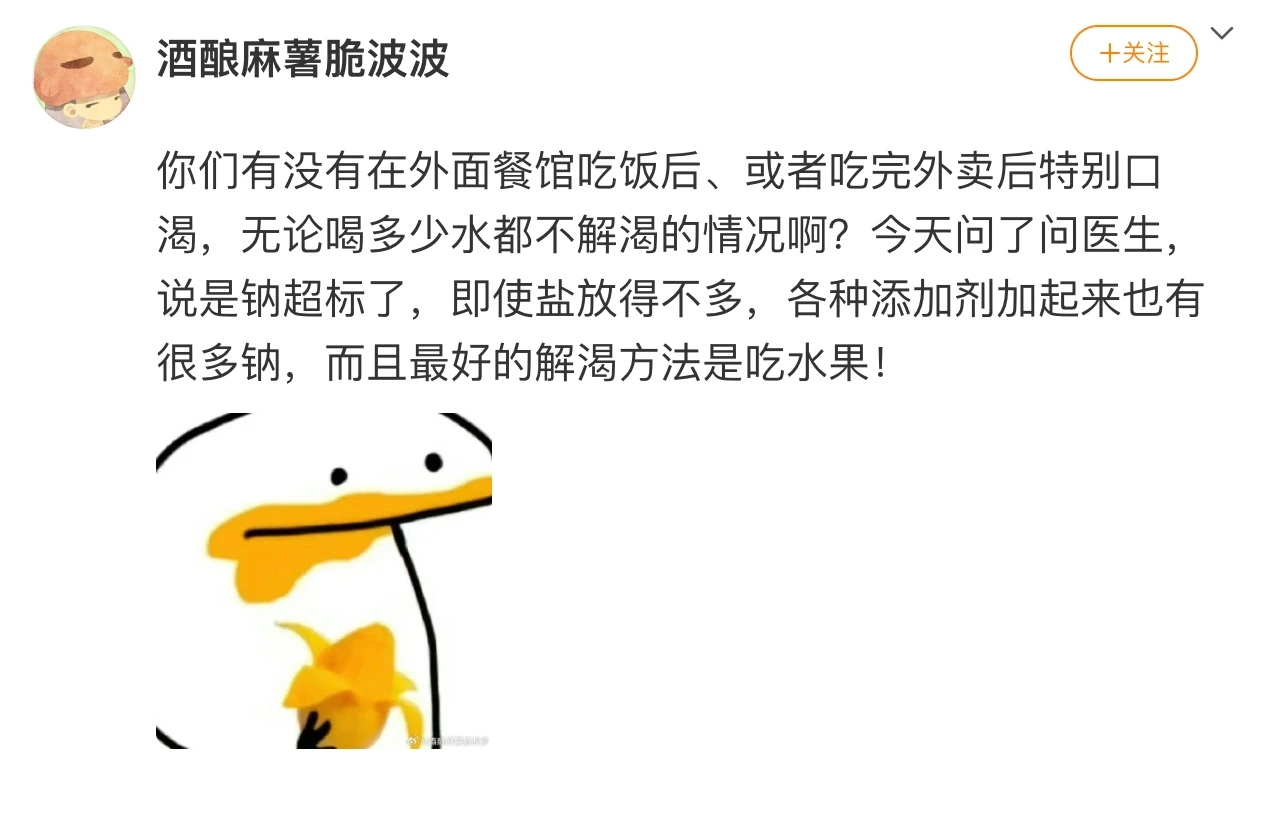 酒酿麻薯脆波波
+关注
你们有没有在外面餐馆吃饭后、或者吃完外卖后特别口
渴，无论喝多少水都不解渴的情况啊？今天问了问医生，
说是钠超标了，即使盐放得不多，各种添加剂加起来也有
很多钠，而且最好的解渴方法是吃水果！